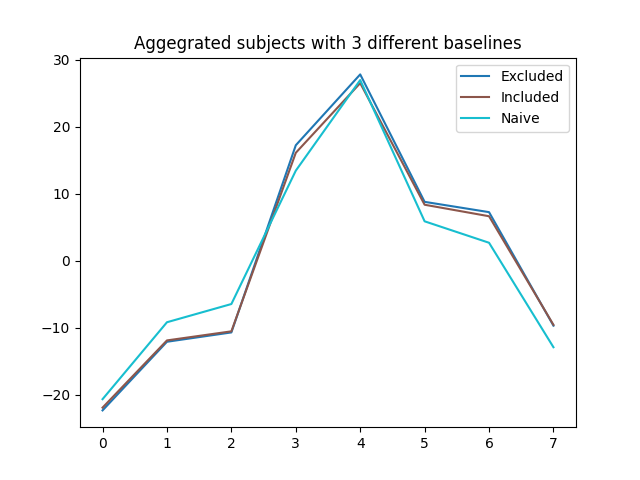 Aggegrated subjects with 3 different baselines
Excluded
Included
Naive
30
20
10
0
−10
−20
0 1 2 3 4 5 6 7